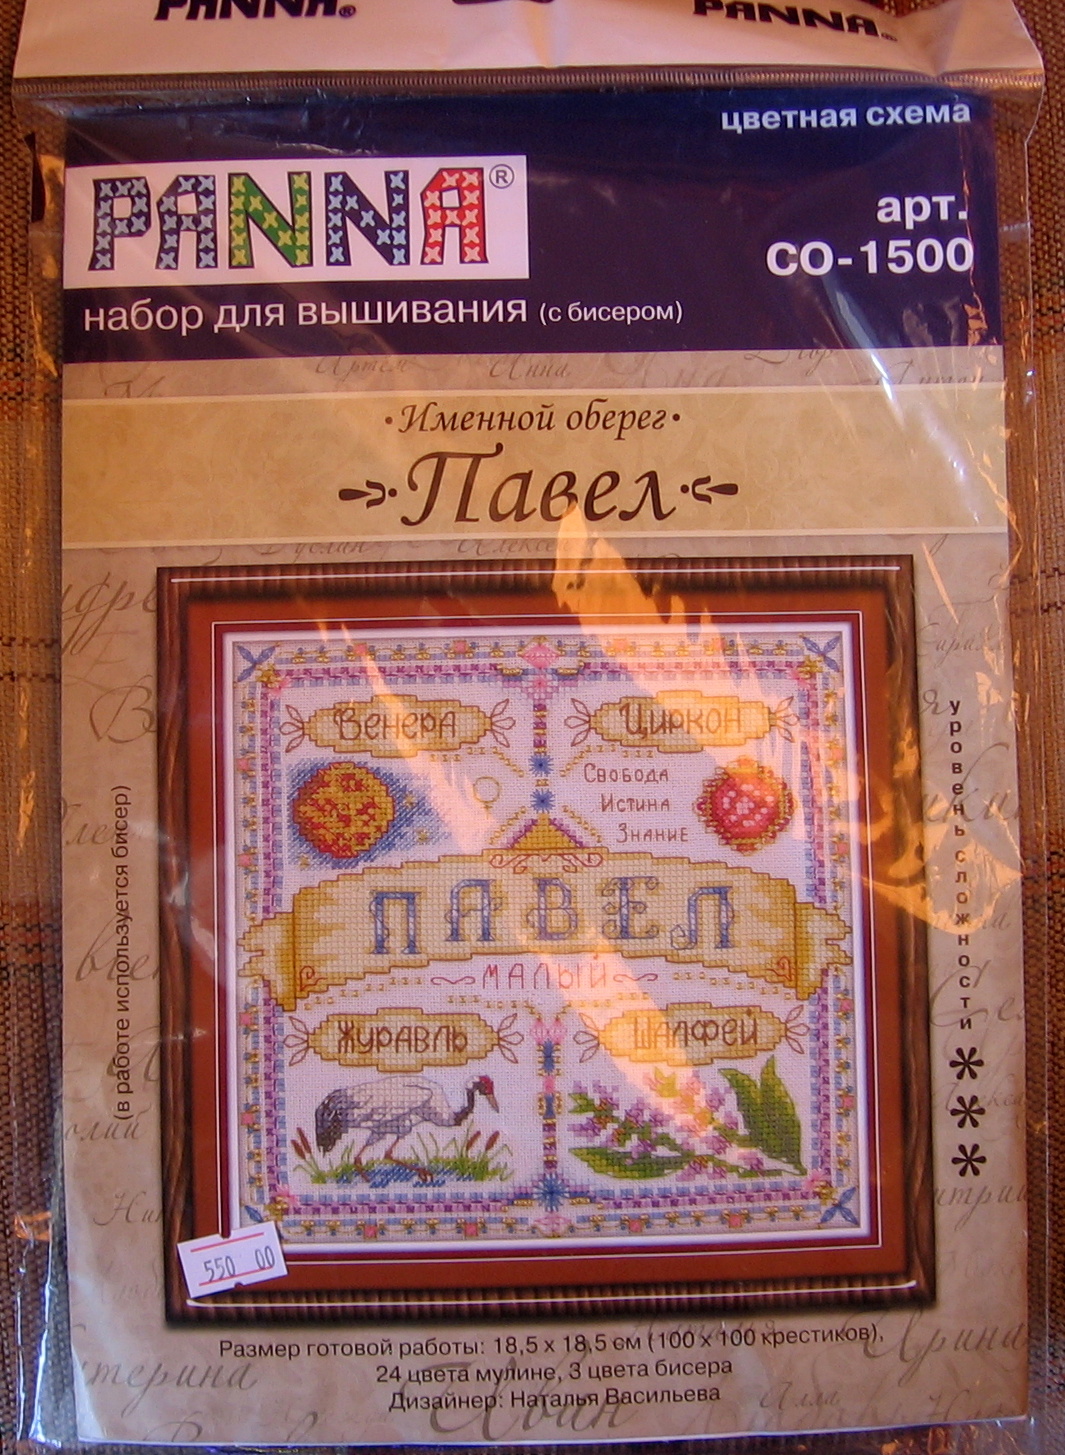 PANNA®
PANNA®
цветная схема
PANNA®
арт.
СО-1500
набор для вышивания (с бисером)
Артем
Анна
•Именной оберег•
Павел
Венера
Циркон
Свобода
Истина
Знание
ПАВЕЛ
МАЛЫЙ
Журавль
Шалфей
(в работе используется бисер)
уровень сложности ***
550 00
Размер готовой работы: 18,5 х 18,5 см (100 х 100 крестиков),
24 цвета мулине, 3 цвета бисера
Дизайнер: Наталья Васильева